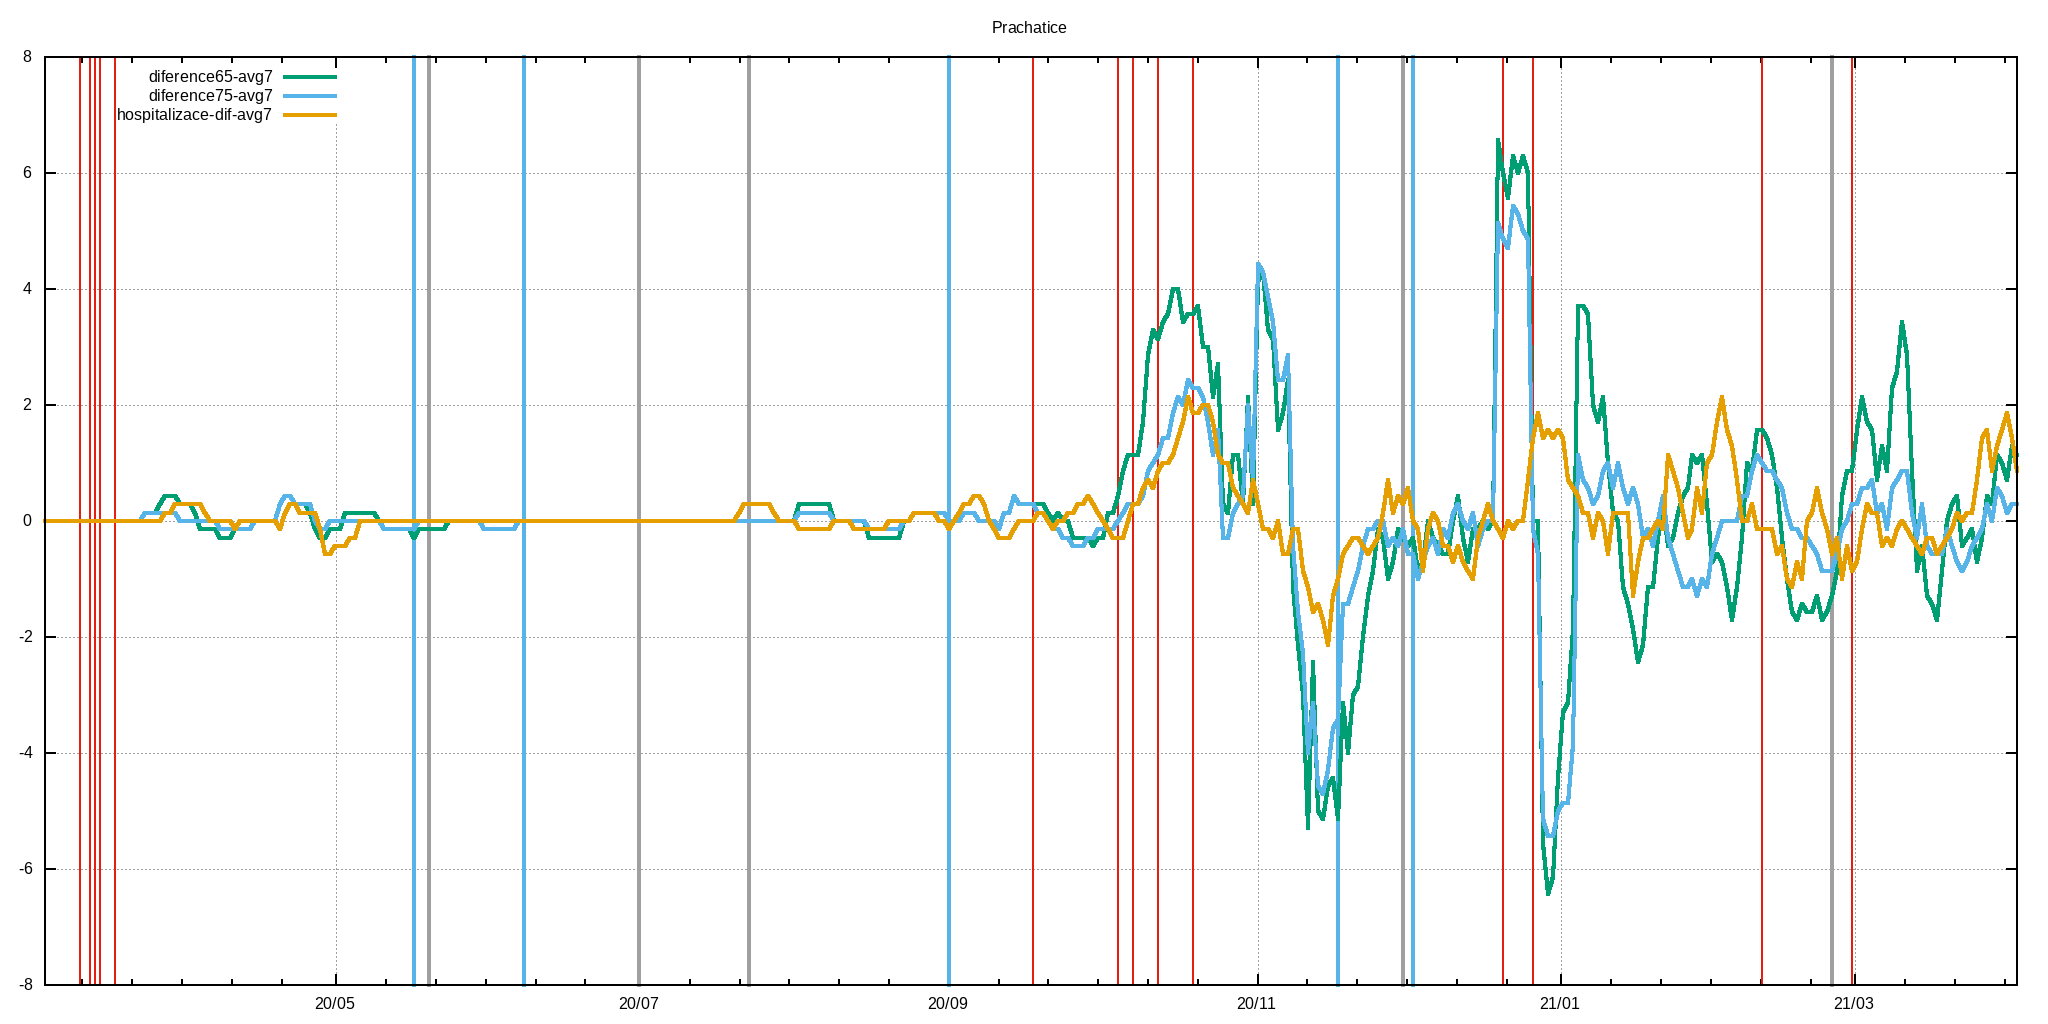 Prachatice
diference65-avg7
diference75-avg7
hospitalizace-dif-avg7
8
6
4
2
0
-2
-4
-6
-8
20/05 20/07 20/09 20/11 21/01 21/03